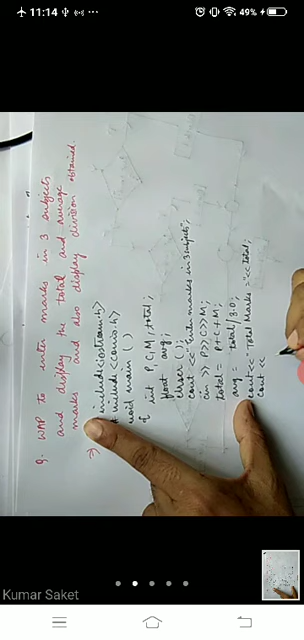 11:14
49%
9. WAP to enter marks in 3 subjects
and display the total and average
marks and also display division obtained.
⇒ # include<iostream.h>
# include<conio.h>
void main ( )
{ int P, C, M, total;
float avg;
clrscr ( );
cout << "Enter marks in 3 subjects";
cin >> P >> C >> M;
total = P + C + M;
avg = total/3.0;
cout<<"Total Marks ="<< total;
cout <<
Kumar Saket